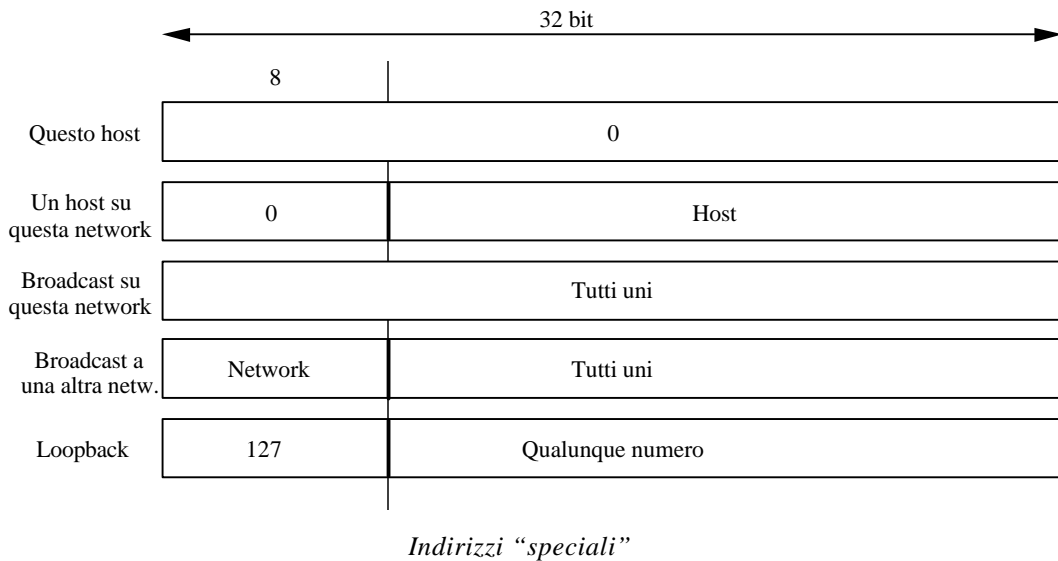 32 bit
8
Questo host
0
Un host su
questa network
0
Host
Broadcast su
questa network
Tutti uni
Broadcast a
una altra netw.
Network
Tutti uni
Loopback
127
Qualunque numero
Indirizzi “speciali”